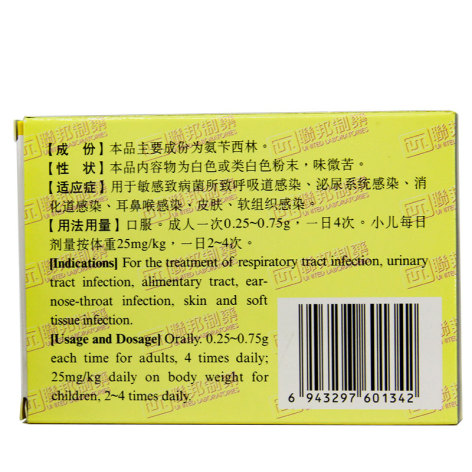 【成　份】本品主要成份为氨苄西林。
【性　状】本品内容物为白色或类白色粉末，味微苦。
【适应症】用于敏感致病菌所致呼吸道感染、泌尿系统感染、消
化道感染、耳鼻喉感染、皮肤、软组织感染。
【用法用量】口服。成人一次0.25~0.75g，一日4次。小儿每日
剂量按体重25mg/kg，一日2~4次。
[Indications] For the treatment of respiratory tract infection, urinary
tract infection, alimentary tract, ear-
nose-throat infection, skin and soft
tissue infection.
[Usage and Dosage] Orally. 0.25~0.75g
each time for adults, 4 times daily;
25mg/kg daily on body weight for
children, 2~4 times daily.
6 943297 601342
聯邦制藥
UNITED LABORATORIES